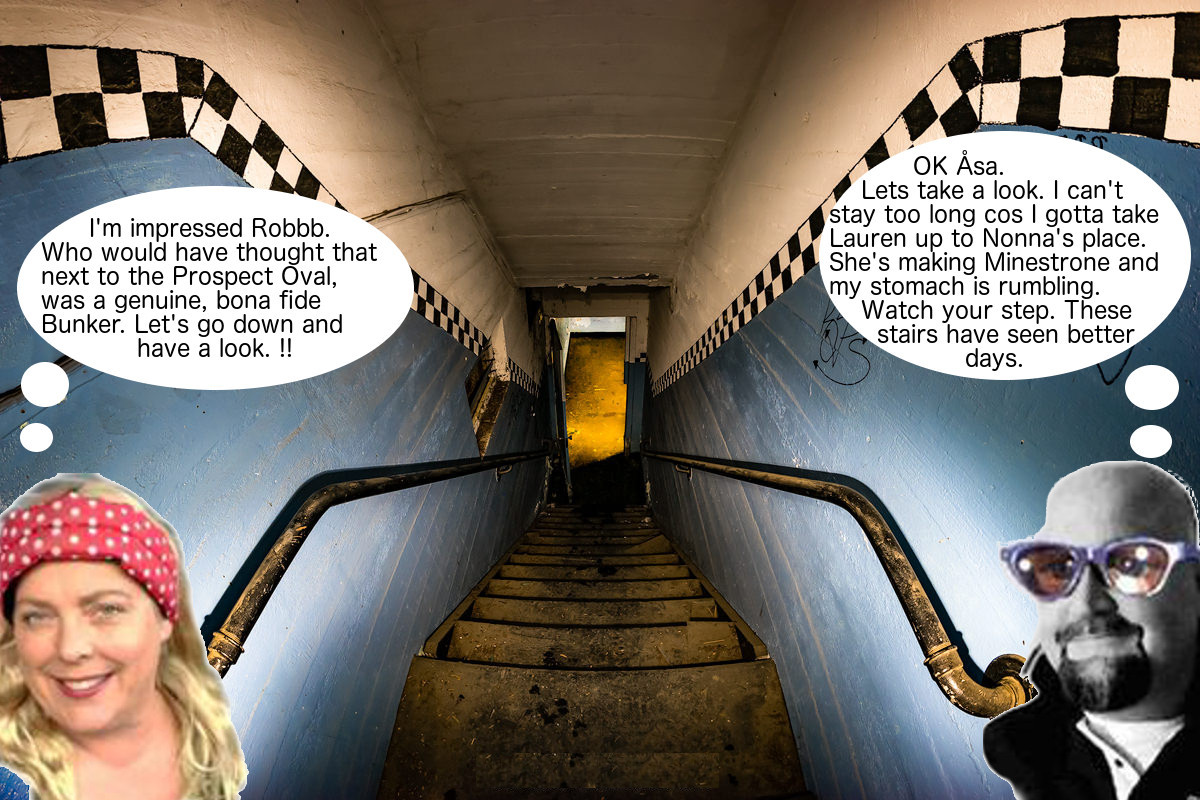 I'm impressed Robbb.
Who would have thought that
next to the Prospect Oval,
was a genuine, bona fide
Bunker. Let's go down and
have a look. !!
OK Åsa.
Lets take a look. I can't
stay too long cos I gotta take
Lauren up to Nonna's place.
She's making Minestrone and
my stomach is rumbling.
Watch your step. These
stairs have seen better
days.